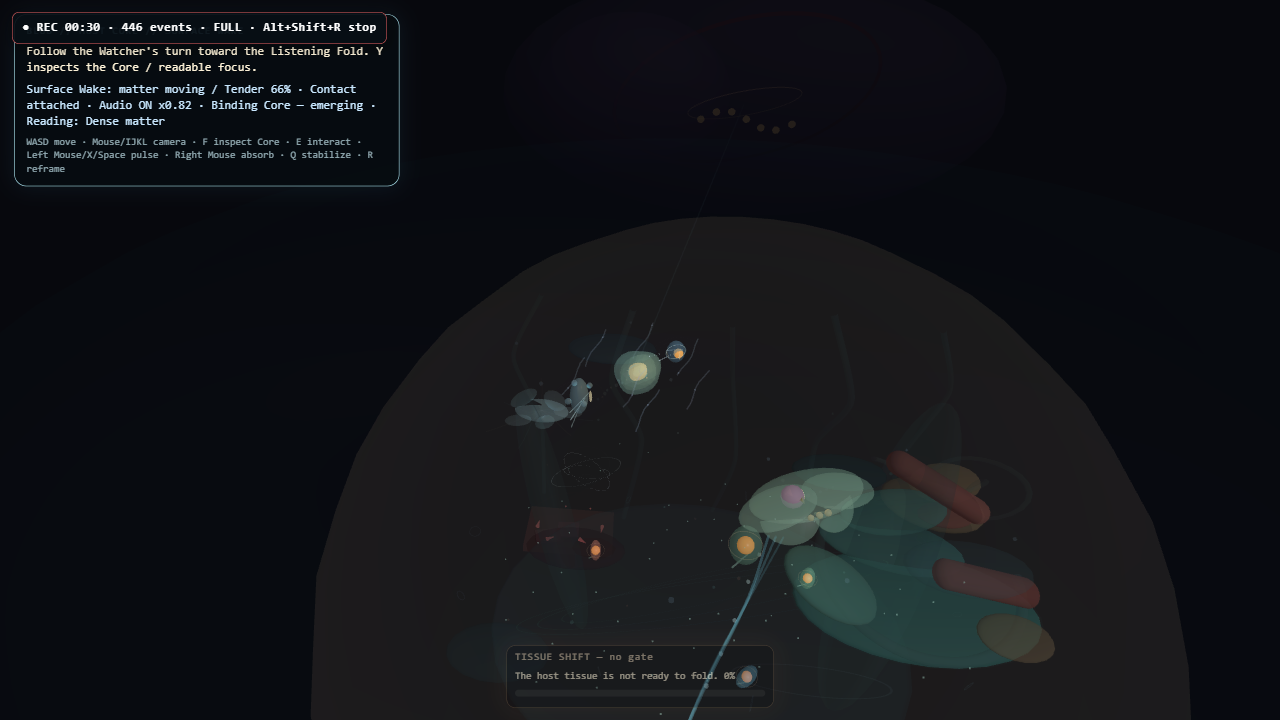 ● REC 00:30 · 446 events · FULL · Alt+Shift+R stop
Follow the Watcher's turn toward the Listening Fold. Y
inspects the Core / readable focus.
Surface Wake: matter moving / Tender 66% · Contact
attached · Audio ON x0.82 · Binding Core — emerging ·
Reading: Dense matter
WASD move · Mouse/IJKL camera · F inspect Core · E interact ·
Left Mouse/X/Space pulse · Right Mouse absorb · Q stabilize · R
reframe
TISSUE SHIFT — no gate
The host tissue is not ready to fold. 0%